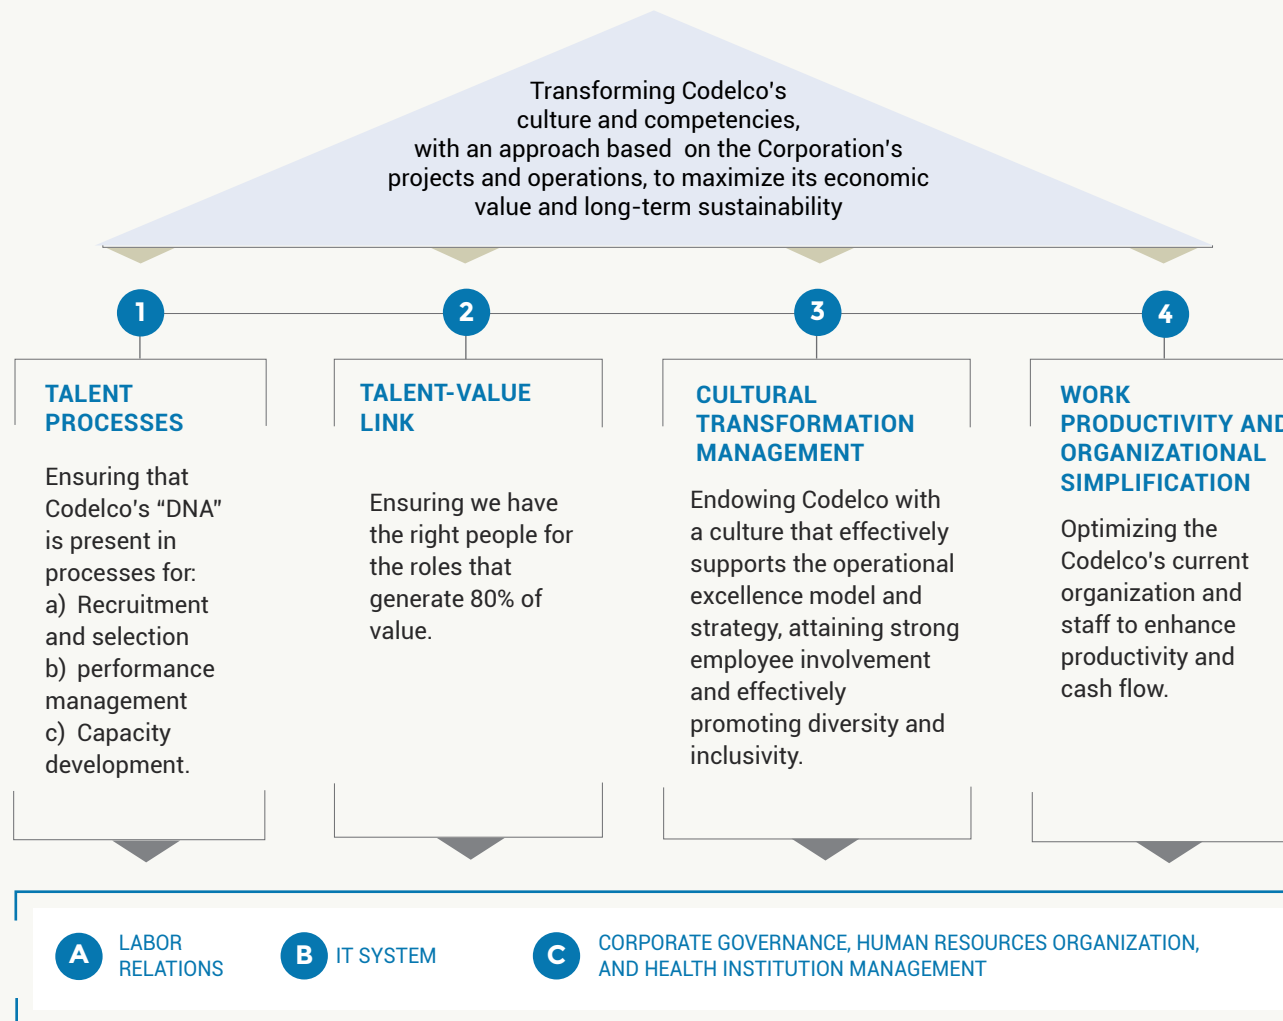 Transforming Codelco's
culture and competencies,
with an approach based on the Corporation's
projects and operations, to maximize its economic
value and long-term sustainability
1
2
3
4
TALENT
PROCESSES
Ensuring that
Codelco's “DNA”
is present in
processes for:
a) Recruitment
and selection
b) performance
management
c) Capacity
development.
TALENT-VALUE
LINK
Ensuring we have
the right people for
the roles that
generate 80% of
value.
CULTURAL
TRANSFORMATION
MANAGEMENT
Endowing Codelco with
a culture that effectively
supports the operational
excellence model and
strategy, attaining strong
employee involvement
and effectively
promoting diversity and
inclusivity.
WORK
PRODUCTIVITY AND
ORGANIZATIONAL
SIMPLIFICATION
Optimizing the
Codelco's current
organization and
staff to enhance
productivity and
cash flow.
A
LABOR
RELATIONS
B
IT SYSTEM
C
CORPORATE GOVERNANCE, HUMAN RESOURCES ORGANIZATION,
AND HEALTH INSTITUTION MANAGEMENT